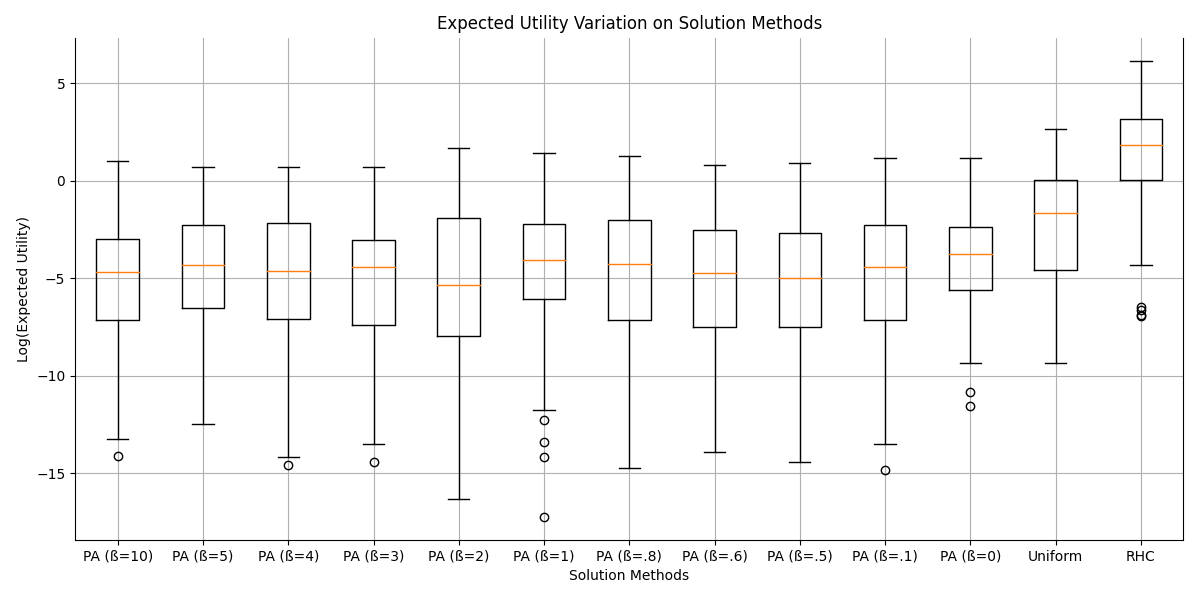 Expected Utility Variation on Solution Methods
Log(Expected Utility)
5
0
−5
−10
−15
PA (ß=10) PA (ß=5) PA (ß=4) PA (ß=3) PA (ß=2) PA (ß=1) PA (ß=.8) PA (ß=.6) PA (ß=.5) PA (ß=.1) PA (ß=0) Uniform RHC
Solution Methods